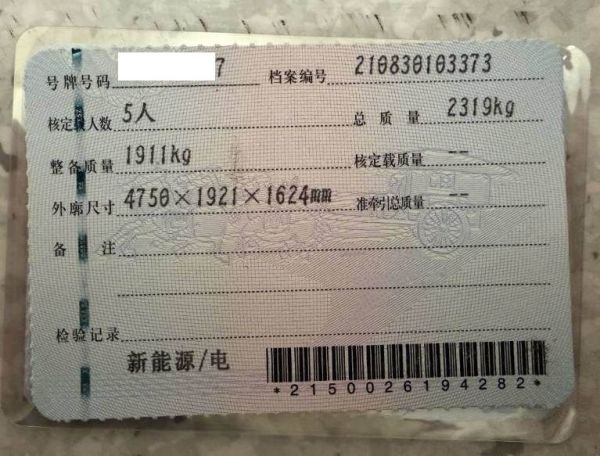 号牌号码 7 档案编号 210830103373
核定载人数 5人 总质量 2319kg
整备质量 1911kg 核定载质量 --
外廓尺寸 4750×1921×1624mm 准牵引总质量 --
备注
检验记录
新能源/电
*2150026194282*